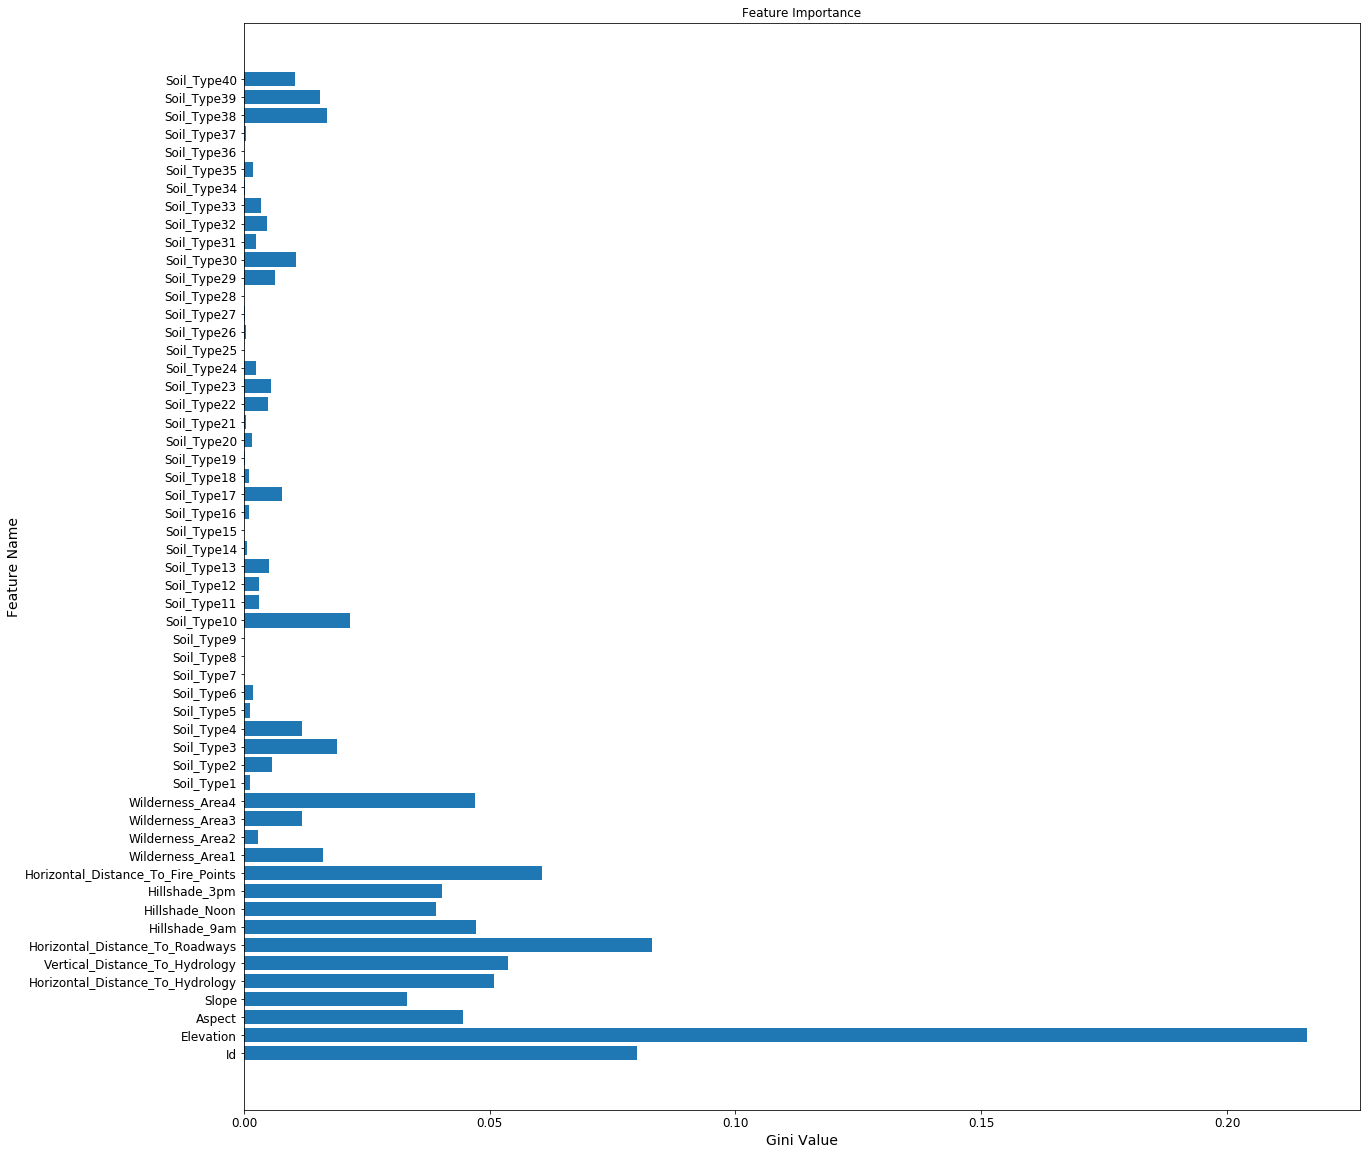 Feature Importance
Soil_Type40
Soil_Type39
Soil_Type38
Soil_Type37
Soil_Type36
Soil_Type35
Soil_Type34
Soil_Type33
Soil_Type32
Soil_Type31
Soil_Type30
Soil_Type29
Soil_Type28
Soil_Type27
Soil_Type26
Soil_Type25
Soil_Type24
Soil_Type23
Soil_Type22
Soil_Type21
Soil_Type20
Soil_Type19
Soil_Type18
Soil_Type17
Soil_Type16
Soil_Type15
Soil_Type14
Soil_Type13
Soil_Type12
Soil_Type11
Soil_Type10
Soil_Type9
Soil_Type8
Soil_Type7
Soil_Type6
Soil_Type5
Soil_Type4
Soil_Type3
Soil_Type2
Soil_Type1
Wilderness_Area4
Wilderness_Area3
Wilderness_Area2
Wilderness_Area1
Horizontal_Distance_To_Fire_Points
Hillshade_3pm
Hillshade_Noon
Hillshade_9am
Horizontal_Distance_To_Roadways
Vertical_Distance_To_Hydrology
Horizontal_Distance_To_Hydrology
Slope
Aspect
Elevation
Id
Feature Name
0.00 0.05 0.10 0.15 0.20
Gini Value